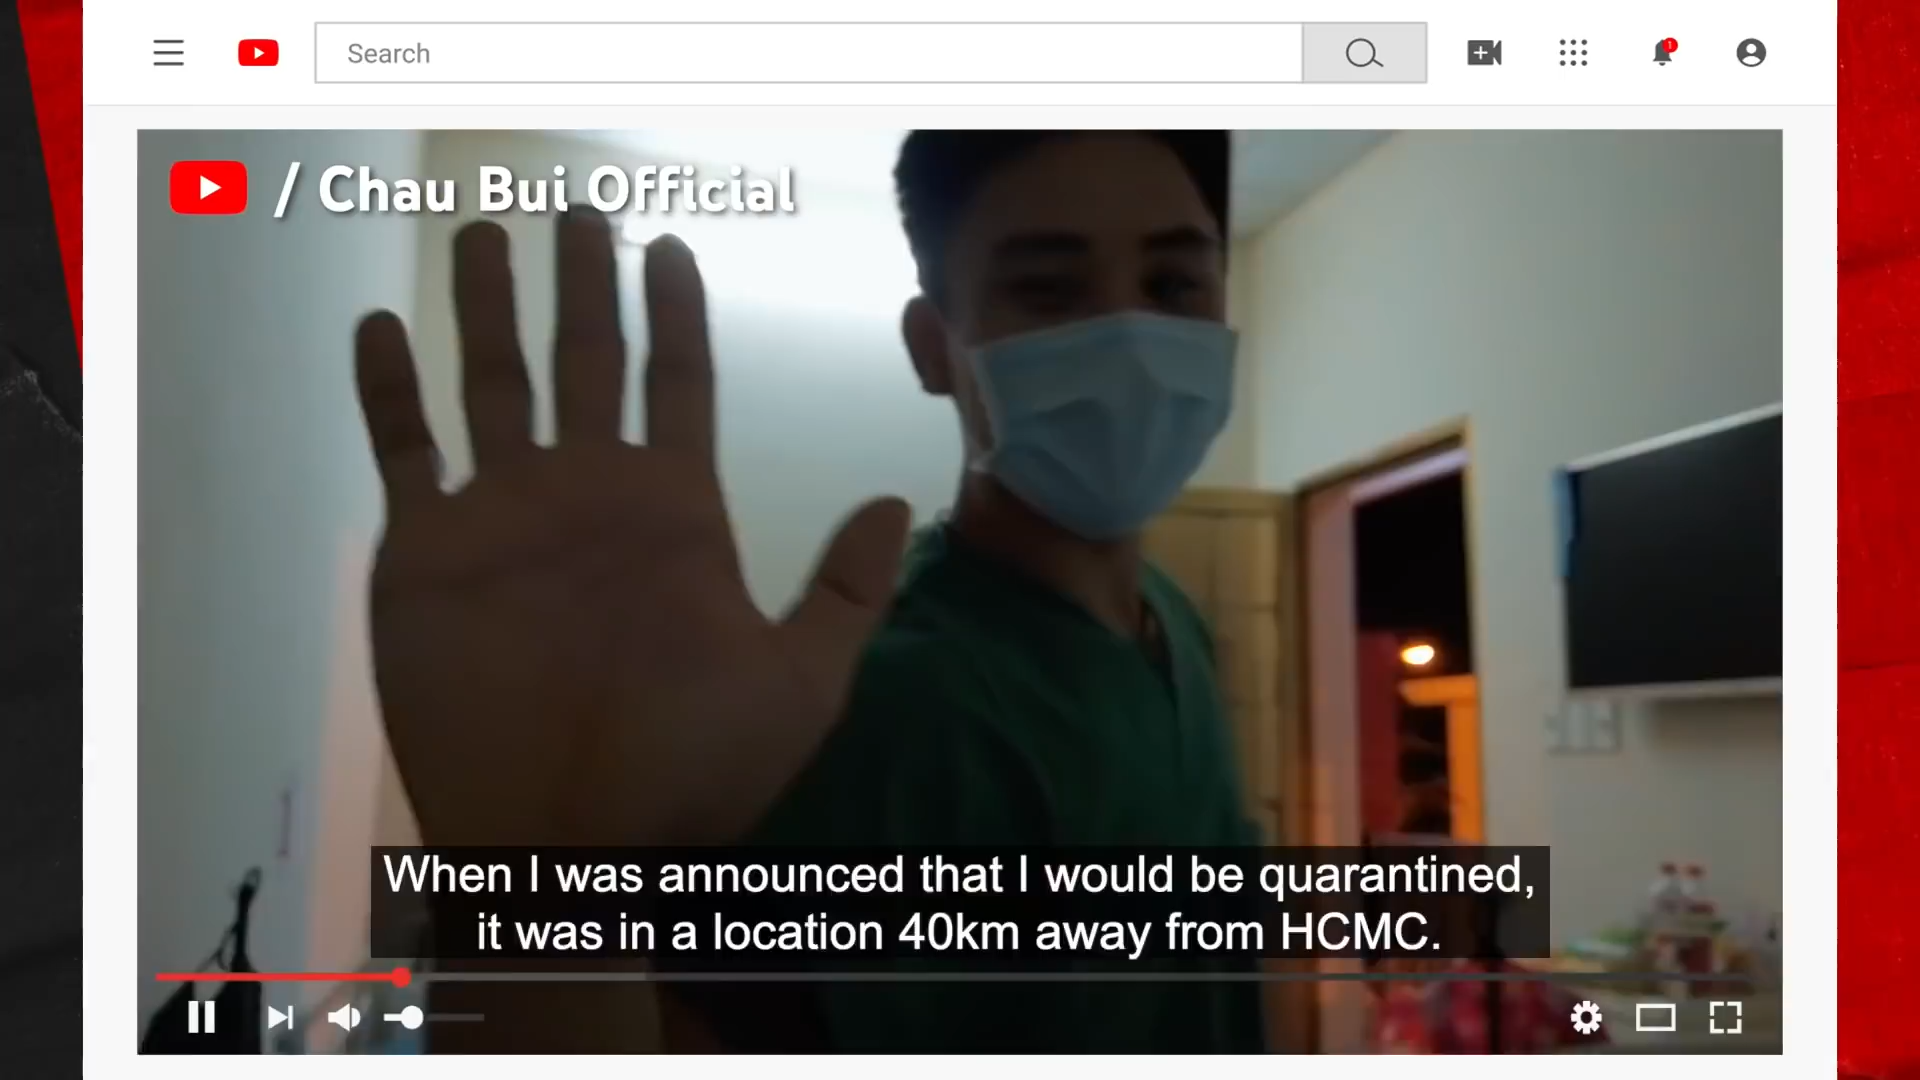 Search
1
/ Chau Bui Official
When I was announced that I would be quarantined,
it was in a location 40km away from HCMC.